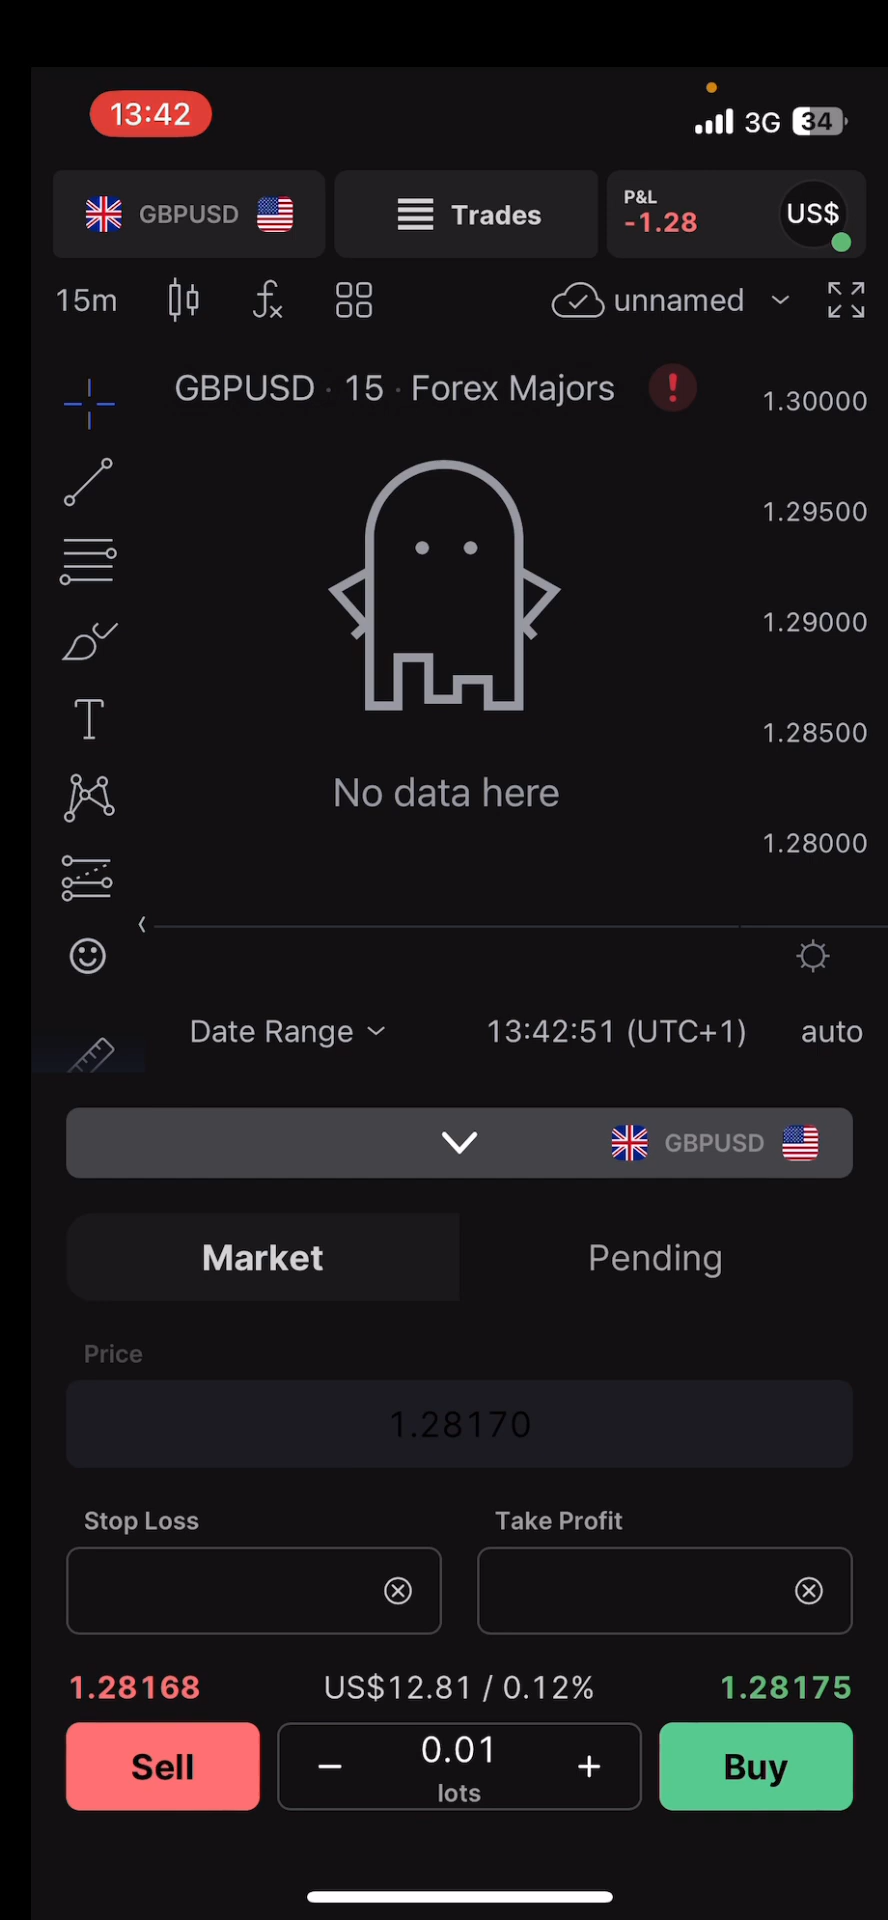 13:42
3G 34
GBPUSD
Trades
P&L
-1.28
US$
15m
unnamed
GBPUSD · 15 · Forex Majors
1.30000
1.29500
1.29000
1.28500
No data here
1.28000
Date Range
13:42:51 (UTC+1)
auto
GBPUSD
Market
Pending
Price
1.28170
Stop Loss
Take Profit
1.28168
US$12.81 / 0.12%
1.28175
Sell
0.01
lots
Buy